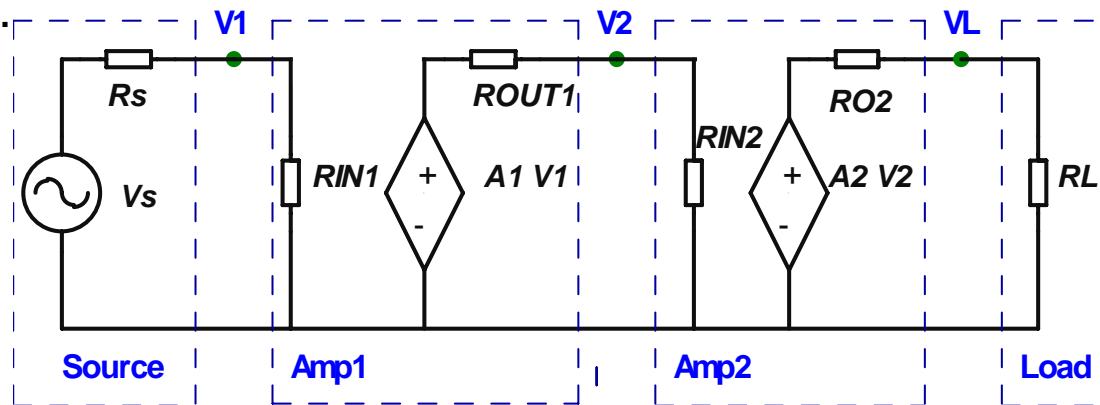 V1 V2 VL
Rs ROUT1 RO2
RIN2
Vs RIN1 + A1 V1 + A2 V2 RL
- -
Source Amp1 Amp2 Load